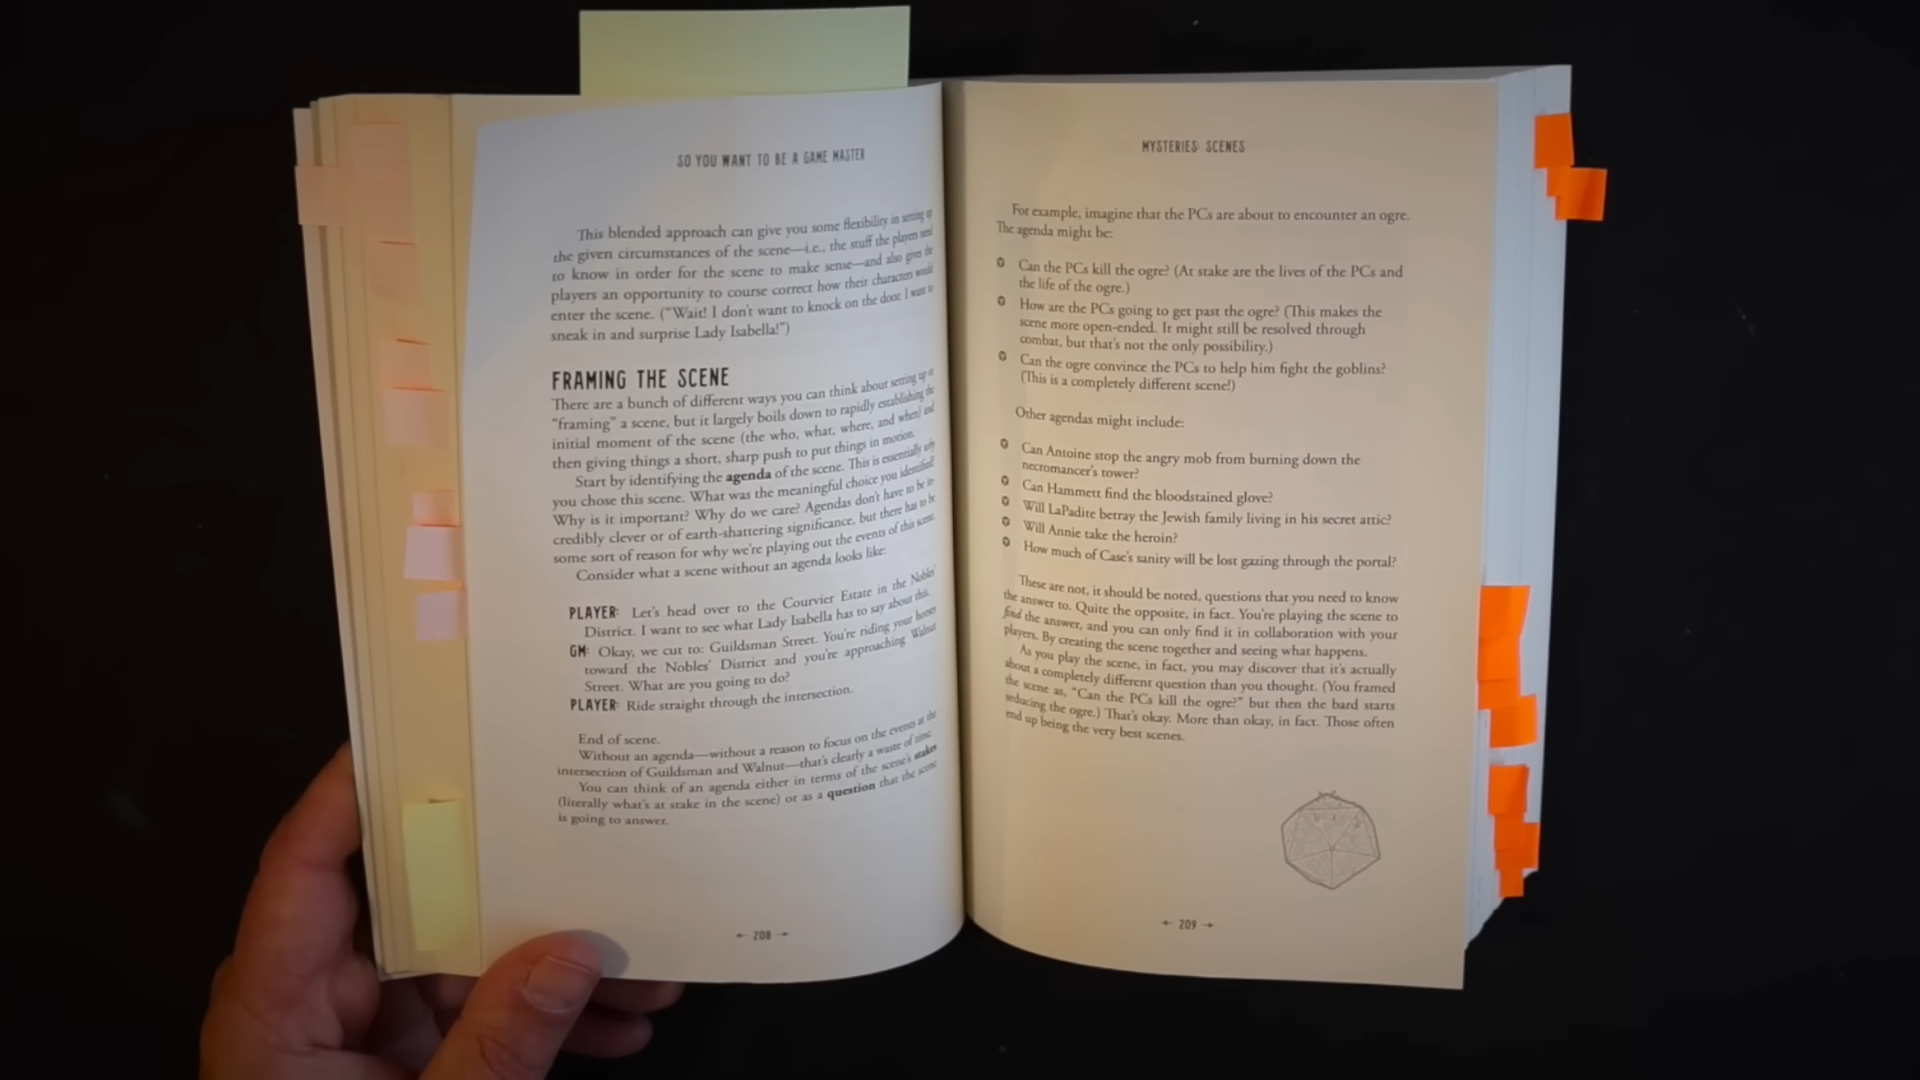 SO YOU WANT TO BE A GAME MASTER
This blended approach can give you some flexibility in setting up
the given circumstances of the scene—i.e., the stuff the players need
to know in order for the scene to make sense—and also gives the
players an opportunity to course correct how their characters would
enter the scene. (“Wait! I don’t want to knock on the door. I want to
sneak in and surprise Lady Isabella!”)
FRAMING THE SCENE
There are a bunch of different ways you can think about setting up or
“framing” a scene, but it largely boils down to rapidly establishing the
initial moment of the scene (the who, what, where, and when) and
then giving things a short, sharp push to put things in motion.
Start by identifying the agenda of the scene. This is essentially why
you chose this scene. What was the meaningful choice you identified?
Why is it important? Why do we care? Agendas don’t have to be in-
credibly clever or of earth-shattering significance, but there has to be
some sort of reason for why we’re playing out the events of this scene.
Consider what a scene without an agenda looks like:
PLAYER: Let’s head over to the Courvier Estate in the Nobles’
District. I want to see what Lady Isabella has to say about this.
GM: Okay, we cut to: Guildsman Street. You’re riding your horses
toward the Nobles’ District and you’re approaching Walnut
Street. What are you going to do?
PLAYER: Ride straight through the intersection.
End of scene.
Without an agenda—without a reason to focus on the events at the
intersection of Guildsman and Walnut—that’s clearly a waste of time.
You can think of an agenda either in terms of the scene’s stakes
(literally what’s at stake in the scene) or as a question that the scene
is going to answer.
208
MYSTERIES: SCENES
For example, imagine that the PCs are about to encounter an ogre.
The agenda might be:
Can the PCs kill the ogre? (At stake are the lives of the PCs and
the life of the ogre.)
How are the PCs going to get past the ogre? (This makes the
scene more open-ended. It might still be resolved through
combat, but that’s not the only possibility.)
Can the ogre convince the PCs to help him fight the goblins?
(This is a completely different scene!)
Other agendas might include:
Can Antoine stop the angry mob from burning down the
necromancer’s tower?
Can Hammett find the bloodstained glove?
Will LaPadite betray the Jewish family living in his secret attic?
Will Annie take the heroin?
How much of Case’s sanity will be lost gazing through the portal?
These are not, it should be noted, questions that you need to know
the answer to. Quite the opposite, in fact. You’re playing the scene to
find the answer, and you can only find it in collaboration with your
players. By creating the scene together and seeing what happens.
As you play the scene, in fact, you may discover that it’s actually
about a completely different question than you thought. (You framed
the scene as, “Can the PCs kill the ogre?” but then the bard starts
seducing the ogre.) That’s okay. More than okay, in fact. Those often
end up being the very best scenes.
209